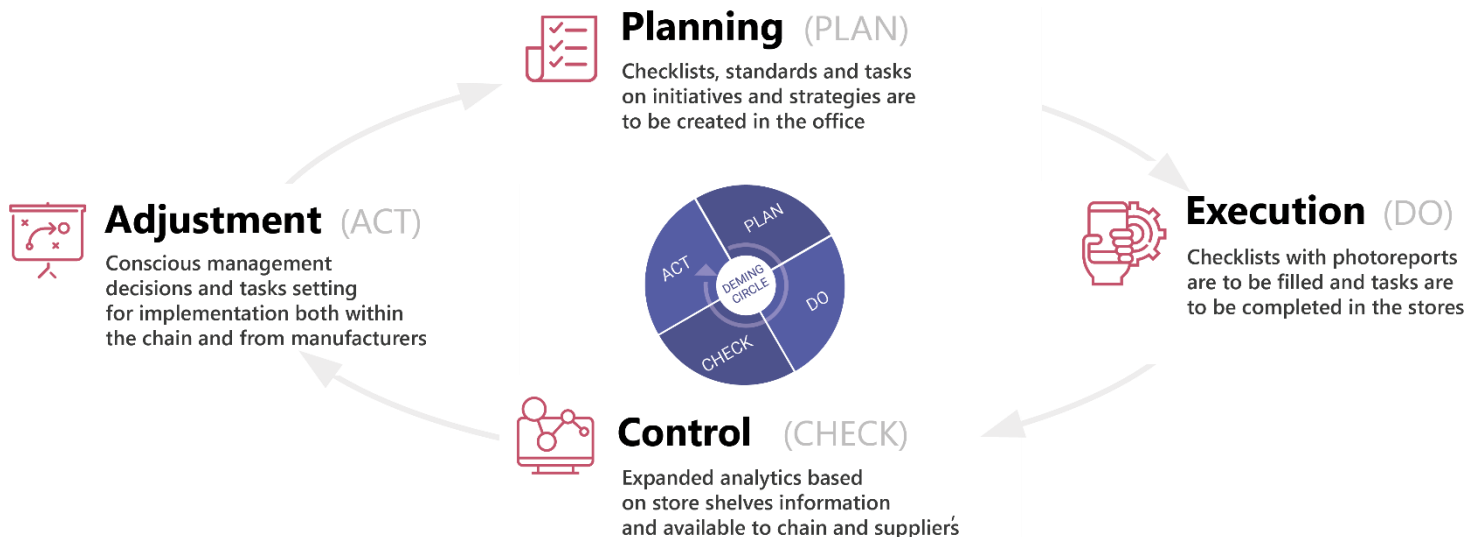 Planning (PLAN)
Checklists, standards and tasks
on initiatives and strategies are
to be created in the office
Adjustment (ACT)
Conscious management
decisions and tasks setting
for implementation both within
the chain and from manufacturers
PLAN
ACT
DEMING
CIRCLE
DO
CHECK
Execution (DO)
Checklists with photoreports
are to be filled and tasks are
to be completed in the stores
Control (CHECK)
Expanded analytics based
on store shelves information
and available to chain and supplier's